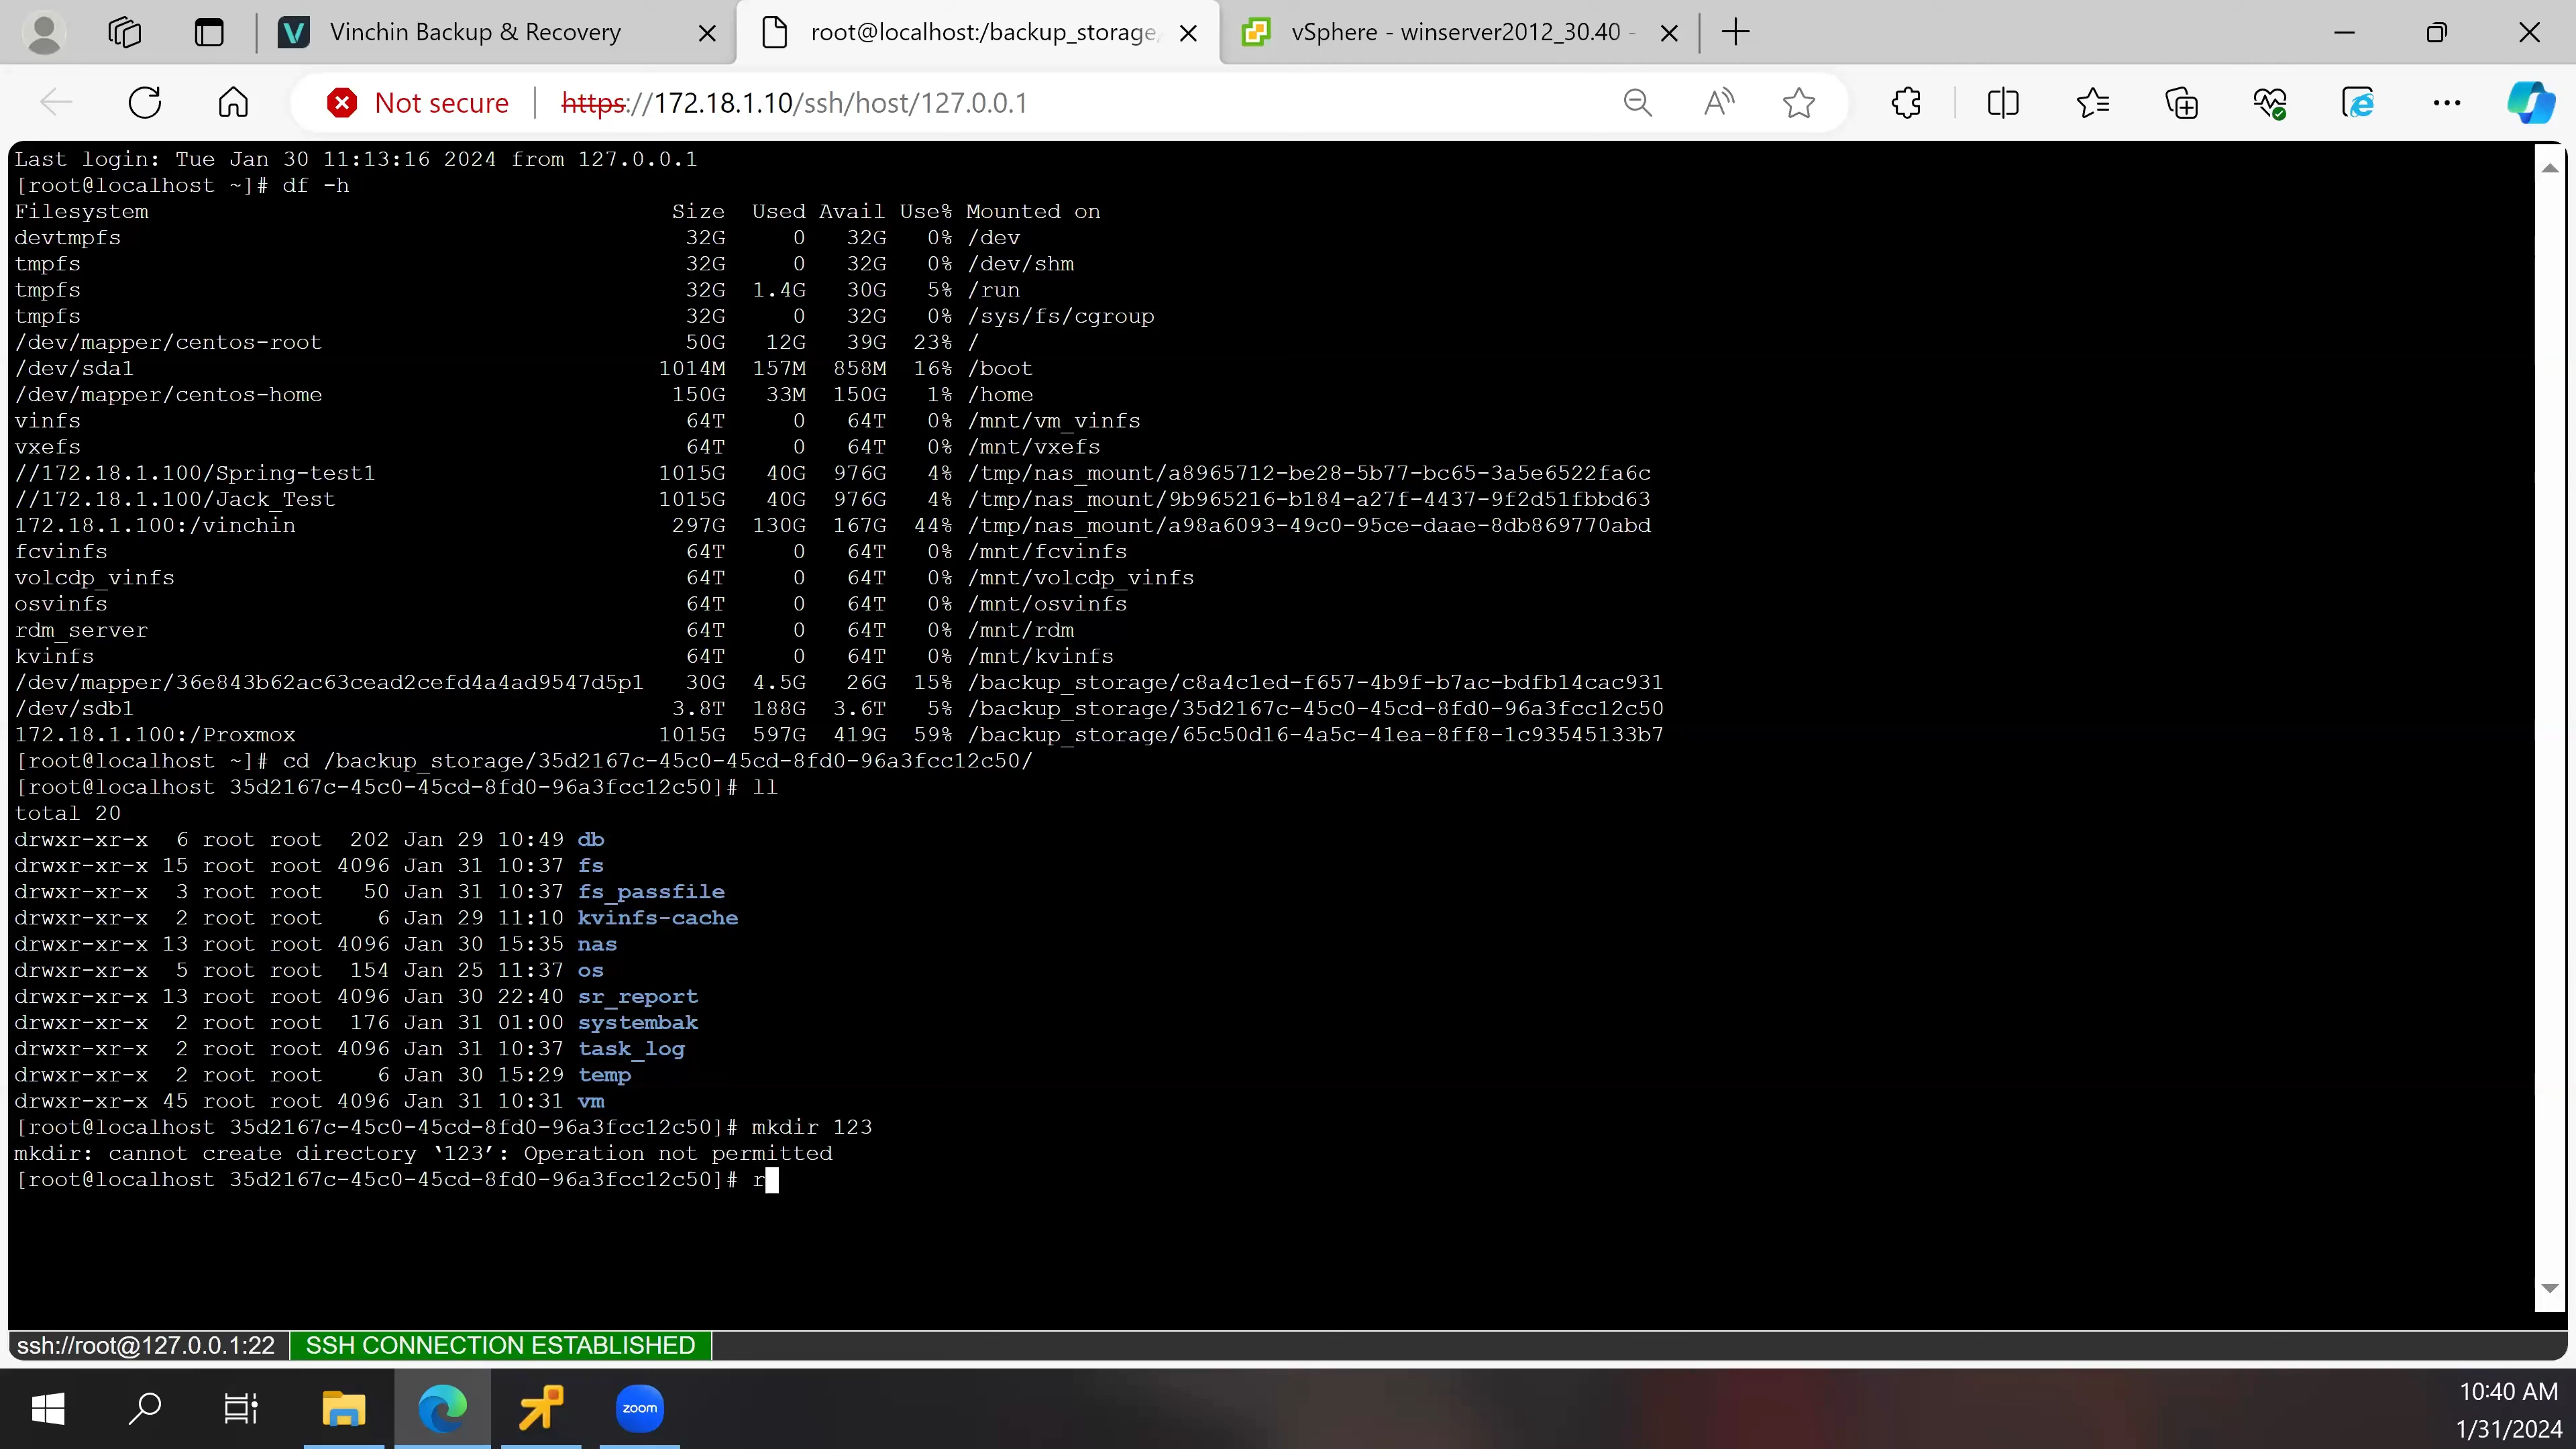 Vinchin Backup & Recovery
root@localhost:/backup_storage/
vSphere - winserver2012_30.40 -
Not secure
https://172.18.1.10/ssh/host/127.0.0.1
Last login: Tue Jan 30 11:13:16 2024 from 127.0.0.1
[root@localhost ~]# df -h
Filesystem Size Used Avail Use% Mounted on
devtmpfs 32G 0 32G 0% /dev
tmpfs 32G 0 32G 0% /dev/shm
tmpfs 32G 1.4G 30G 5% /run
tmpfs 32G 0 32G 0% /sys/fs/cgroup
/dev/mapper/centos-root 50G 12G 39G 23% /
/dev/sda1 1014M 157M 858M 16% /boot
/dev/mapper/centos-home 150G 33M 150G 1% /home
vinfs 64T 0 64T 0% /mnt/vm_vinfs
vxefs 64T 0 64T 0% /mnt/vxefs
//172.18.1.100/Spring-test1 1015G 40G 976G 4% /tmp/nas_mount/a8965712-be28-5b77-bc65-3a5e6522fa6c
//172.18.1.100/Jack_Test 1015G 40G 976G 4% /tmp/nas_mount/9b965216-b184-a27f-4437-9f2d51fbbd63
172.18.1.100:/vinchin 297G 130G 167G 44% /tmp/nas_mount/a98a6093-49c0-95ce-daae-8db869770abd
fcvinfs 64T 0 64T 0% /mnt/fcvinfs
volcdp_vinfs 64T 0 64T 0% /mnt/volcdp_vinfs
osvinfs 64T 0 64T 0% /mnt/osvinfs
rdm_server 64T 0 64T 0% /mnt/rdm
kvinfs 64T 0 64T 0% /mnt/kvinfs
/dev/mapper/36e843b62ac63cead2cefd4a4ad9547d5p1 30G 4.5G 26G 15% /backup_storage/c8a4c1ed-f657-4b9f-b7ac-bdfb14cac931
/dev/sdb1 3.8T 188G 3.6T 5% /backup_storage/35d2167c-45c0-45cd-8fd0-96a3fcc12c50
172.18.1.100:/Proxmox 1015G 597G 419G 59% /backup_storage/65c50d16-4a5c-41ea-8ff8-1c93545133b7
[root@localhost ~]# cd /backup_storage/35d2167c-45c0-45cd-8fd0-96a3fcc12c50/
[root@localhost 35d2167c-45c0-45cd-8fd0-96a3fcc12c50]# ll
total 20
drwxr-xr-x 6 root root 202 Jan 29 10:49 db
drwxr-xr-x 15 root root 4096 Jan 31 10:37 fs
drwxr-xr-x 3 root root 50 Jan 31 10:37 fs_passfile
drwxr-xr-x 2 root root 6 Jan 29 11:10 kvinfs-cache
drwxr-xr-x 13 root root 4096 Jan 30 15:35 nas
drwxr-xr-x 5 root root 154 Jan 25 11:37 os
drwxr-xr-x 13 root root 4096 Jan 30 22:40 sr_report
drwxr-xr-x 2 root root 176 Jan 31 01:00 systembak
drwxr-xr-x 2 root root 4096 Jan 31 10:37 task_log
drwxr-xr-x 2 root root 6 Jan 30 15:29 temp
drwxr-xr-x 45 root root 4096 Jan 31 10:31 vm
[root@localhost 35d2167c-45c0-45cd-8fd0-96a3fcc12c50]# mkdir 123
mkdir: cannot create directory ‘123’: Operation not permitted
[root@localhost 35d2167c-45c0-45cd-8fd0-96a3fcc12c50]# r
ssh://root@127.0.0.1:22 SSH CONNECTION ESTABLISHED
zoom
10:40 AM
1/31/2024